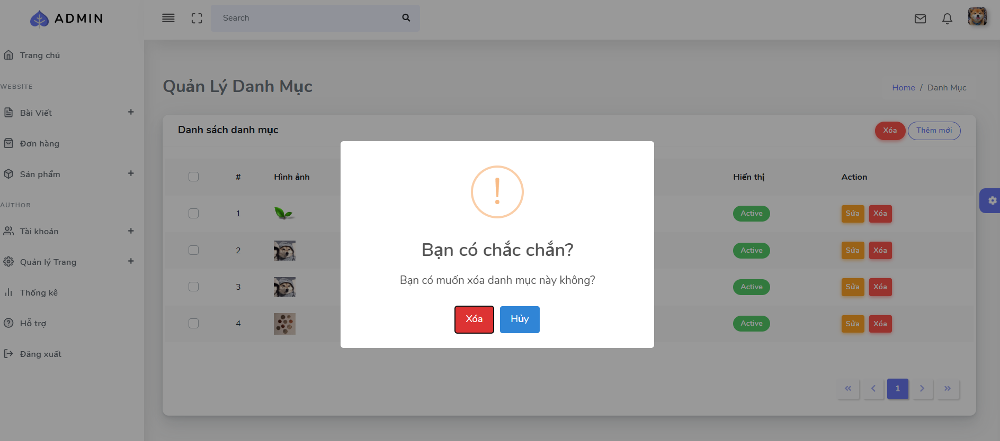 ADMIN
Search
Trang chủ
WEBSITE
Bài Viết
Đơn hàng
Sản phẩm
AUTHOR
Tài khoản
Quản lý Trang
Thống kê
Hỗ trợ
Đăng xuất
Quản Lý Danh Mục
Home / Danh Mục
Danh sách danh mục
Xóa Thêm mới
# Hình ảnh Hiển thị Action
1 Active Sửa Xóa
2 Active Sửa Xóa
3 Active Sửa Xóa
4 Active Sửa Xóa
!
Bạn có chắc chắn?
Bạn có muốn xóa danh mục này không?
Xóa Hủy
« ‹ 1 › »